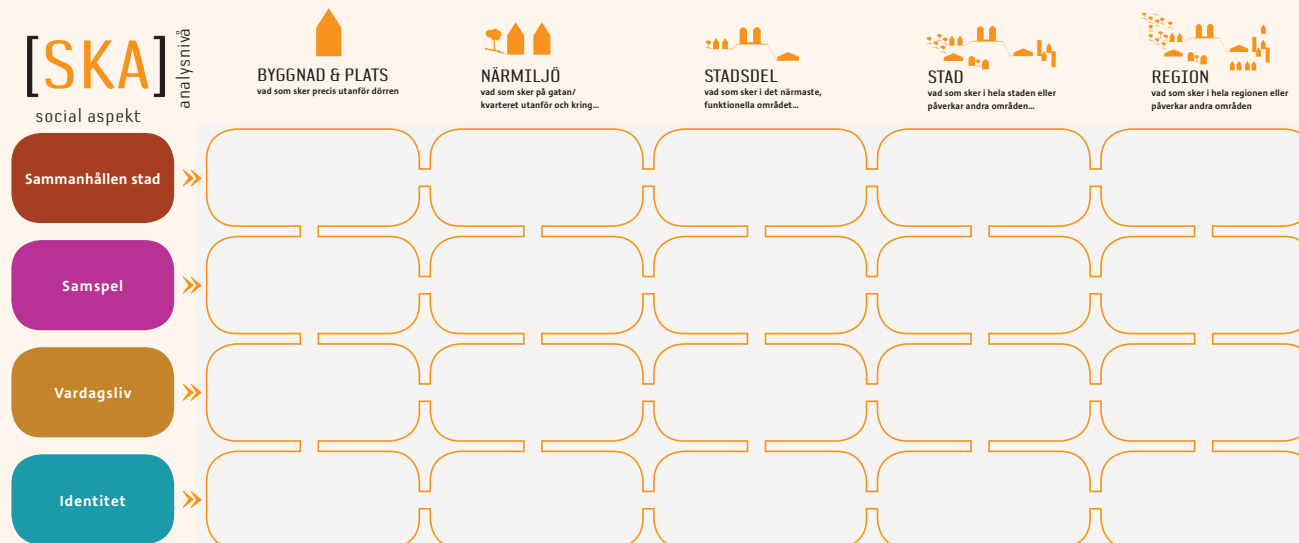 [SKA]
analysnivå
social aspekt
BYGGNAD & PLATS
vad som sker precis utanför dörren
NÄRMILJÖ
vad som sker på gatan/
kvarteret utanför och kring...
STADSDEL
vad som sker i det närmaste,
funktionella området...
STAD
vad som sker i hela staden eller
påverkar andra områden...
REGION
vad som sker i hela regionen eller
påverkar andra områden
Sammanhållen stad
Samspel
Vardagsliv
Identitet